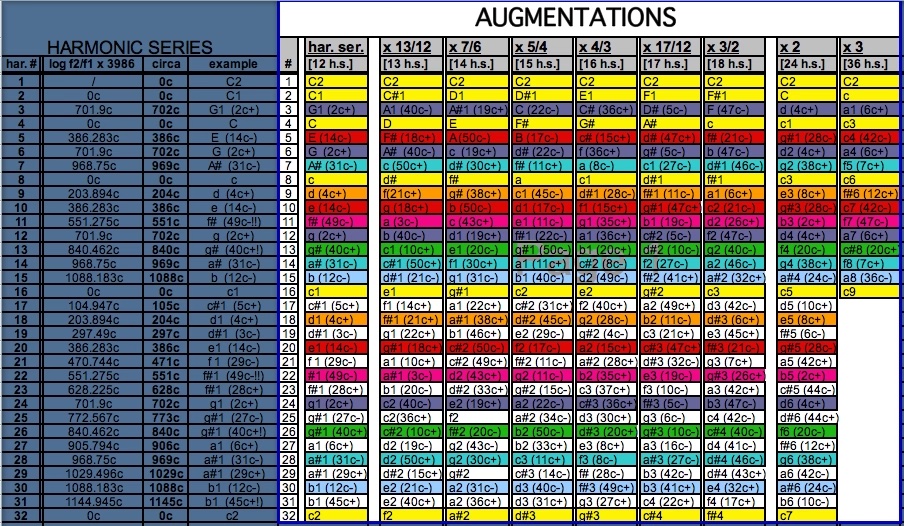 AUGMENTATIONS
HARMONIC SERIES har. ser. x 13/12 x 7/6 x 5/4 x 4/3 x 17/12 x 3/2 x 2 x 3
har. # log f2/f1 x 3986 circa example # [12 h.s.] [13 h.s.] [14 h.s.] [15 h.s.] [16 h.s.] [17 h.s.] [18 h.s.] [24 h.s.] [36 h.s.]
1 / 0c C2 1 C2 C2 C2 C2 C2 C2 C2 C2 C2
2 0c 0c C1 2 C1 C#1 D1 D#1 E1 F1 F#1 C c
3 701.9c 702c G1 (2c+) 3 G1 (2c+) A1 (40c-) A#1 (19c+) C (22c-) C# (36c+) D# (5c-) F (47c-) d (4c+) a1 (6c+)
4 0c 0c C 4 C D E F# G# A# c c1 c3
5 386.283c 386c E (14c-) 5 E (14c-) F# (18c+) A (50c-) B (17c-) c# (15c+) d# (47c+) f# (21c-) g#1 (28c-) c4 (42c-)
6 701.9c 702c G (2c+) 6 G (2c+) A# (40c-) c (19c+) d# (22c-) f (36c+) g# (5c-) b (47c-) d2 (4c+) a4 (6c+)
7 968.75c 969c A# (31c-) 7 A# (31c-) c (50c+) d# (30c+) f# (11c+) a (8c-) c1 (27c-) d#1 (46c-) g2 (38c+) f5 (7c+)
8 0c 0c c 8 c d# f# a c1 d#1 f#1 c3 c6
9 203.894c 204c d (4c+) 9 d (4c+) f(21c+) g# (38c+) c1 (45c-) d#1 (28c-) f#1 (11c-) a1 (6c+) e3 (8c+) f#6 (12c+)
10 386.283c 386c e (14c-) 10 e (14c-) g (18c+) b (50c-) d1 (17c-) f1 (15c+) g#1 (47c+) c2 (21c-) g#3 (28c-) c7 (42c-)
11 551.275c 551c f# (49c-!!) 11 f# (49c-) a (3c-) c (43c+) e1 (11c-) g1 (35c+) b1 (19c-) d2 (26c+) b3 (2c+) f7 (47c-)
12 701.9c 702c g (2c+) 12 g (2c+) b (40c-) d1 (19c+) f#1 (22c-) a1 (36c+) c#2 (5c-) f2 (47c-) d4 (4c+) a7 (6c+)
13 840.462c 840c g# (40c+!) 13 g# (40c+) c1 (10c+) e1 (20c-) g#1 (50c-) b1 (20c+) d#2 (10c-) g2 (40c-) f4 (20c-) c#8 (20c+)
14 968.75c 969c a# (31c-) 14 a# (31c-) c#1 (50c+) f1 (30c+) a1 (11c+) c#2 (8c-) f2 (27c-) a2 (46c-) g4 (38c+) f8 (7c+)
15 1088.183c 1088c b (12c-) 15 b (12c-) d#1 (21c-) g1 (31c-) b1 (40c-) d2 (49c-) f#2 (41c+) a#2 (32c+) a#4 (24c-) a8 (36c-)
16 0c 0c c1 16 c1 e1 g#1 c2 e2 g#2 c3 c5 c9
17 104.947c 105c c#1 (5c+) 17 c#1 (5c+) f1 (14c+) a1 (22c+) c#2 (31c+) f2 (40c+) a2 (49c+) d3 (42c-) d5 (10c+)
18 203.894c 204c d1 (4c+) 18 d1 (4c+) f#1 (21c+) a#1 (38c+) d#2 (45c-) g2 (28c-) b2 (11c-) d#3 (6c+) e5 (8c+)
19 297.49c 297c d#1 (3c-) 19 d#1 (3c-) g1 (22c+) b1 (46c+) e2 (29c-) g#2 (4c-) c3 (21c+) e3 (45c+) f#5 (6c-)
20 386.283c 386c e1 (14c-) 20 e1 (14c-) g#1 (18c+) c#2 (50c-) f2 (17c-) a2 (15c+) c#3 (47c+) f#3 (21c-) g#5 (28c-)
21 470.744c 471c f1 (29c-) 21 f1 (29c-) a1 (10c+) c#2 (49c+) f#2 (11c-) a#2 (28c+) d#3 (32c-) g3 (7c+) a5 (42c+)
22 551.275c 551c f#1 (49c-!!) 22 #1 (49c-) a#1 (3c-) d2 (43c+) g2 (11c-) b2 (35c+) e3 (19c-) g#3 (26c+) b5 (2c+)
23 628.225c 628c f#1 (28c+) 23 f#1 (28c+) b1 (20c-) d#2 (33c+) g#2 (15c-) c3 (37c+) f3 (10c-) a3 (42c+) c#5 (44c-)
24 701.9c 702c g1 (2c+) 24 g1 (2c+) c2 (40c-) e2 (19c+) a2 (22c-) c#3 (36c+) f#3 (5c-) b3 (47c-) d6 (4c+)
25 772.567c 773c g#1 (27c-) 25 g#1 (27c-) c2(36c+) f2 a#2 (34c-) d#3 (30c+) g3 (6c-) c4 (42c-) d#6 (44c+)
26 840.462c 840c g#1 (40c+!) 26 g#1 (40c+) c#2 (10c+) f#2 (20c-) b2 (50c-) d#3 (20c+) g#3 (10c-) c#4 (40c-) f6 (20c-)
27 905.794c 906c a1 (6c+) 27 a1 (6c+) d2 (19c-) g2 (43c-) b2 (33c+) e3 (8c+) a3 (16c-) d4 (41c-) f#6 (12c+)
28 968.75c 969c a#1 (31c-) 28 a#1 (31c-) d2 (50c+) g2 (30c+) c3 (11c+) f3 (8c-) a#3 (27c-) d#4 (46c-) g6 (38c+)
29 1029.496c 1029c a#1 (29c+) 29 a#1 (29c+) d#2 (15c+) g#2 c#3 (14c-) f# (28c-) b3 (42c-) d#4 (43c+) a6 (42c-)
30 1088.183c 1088c b1 (12c-) 30 b1 (12c-) e2 (21c-) a2 (31c-) d3 (40c-) f#3 (49c+) b3 (41c+) e4 (32c+) a#6 (24c-)
31 1144.945c 1145c b1 (45c+!) 31 b1 (45c+) e2 (40c+) a2 (36c+) d3 (31c+) g3 (27c+) c4 (22c+) f4 (17c+) b6 (10c-)
32 0c 0c c2 32 c2 f2 a#2 d#3 g#3 c#4 f#4 c7